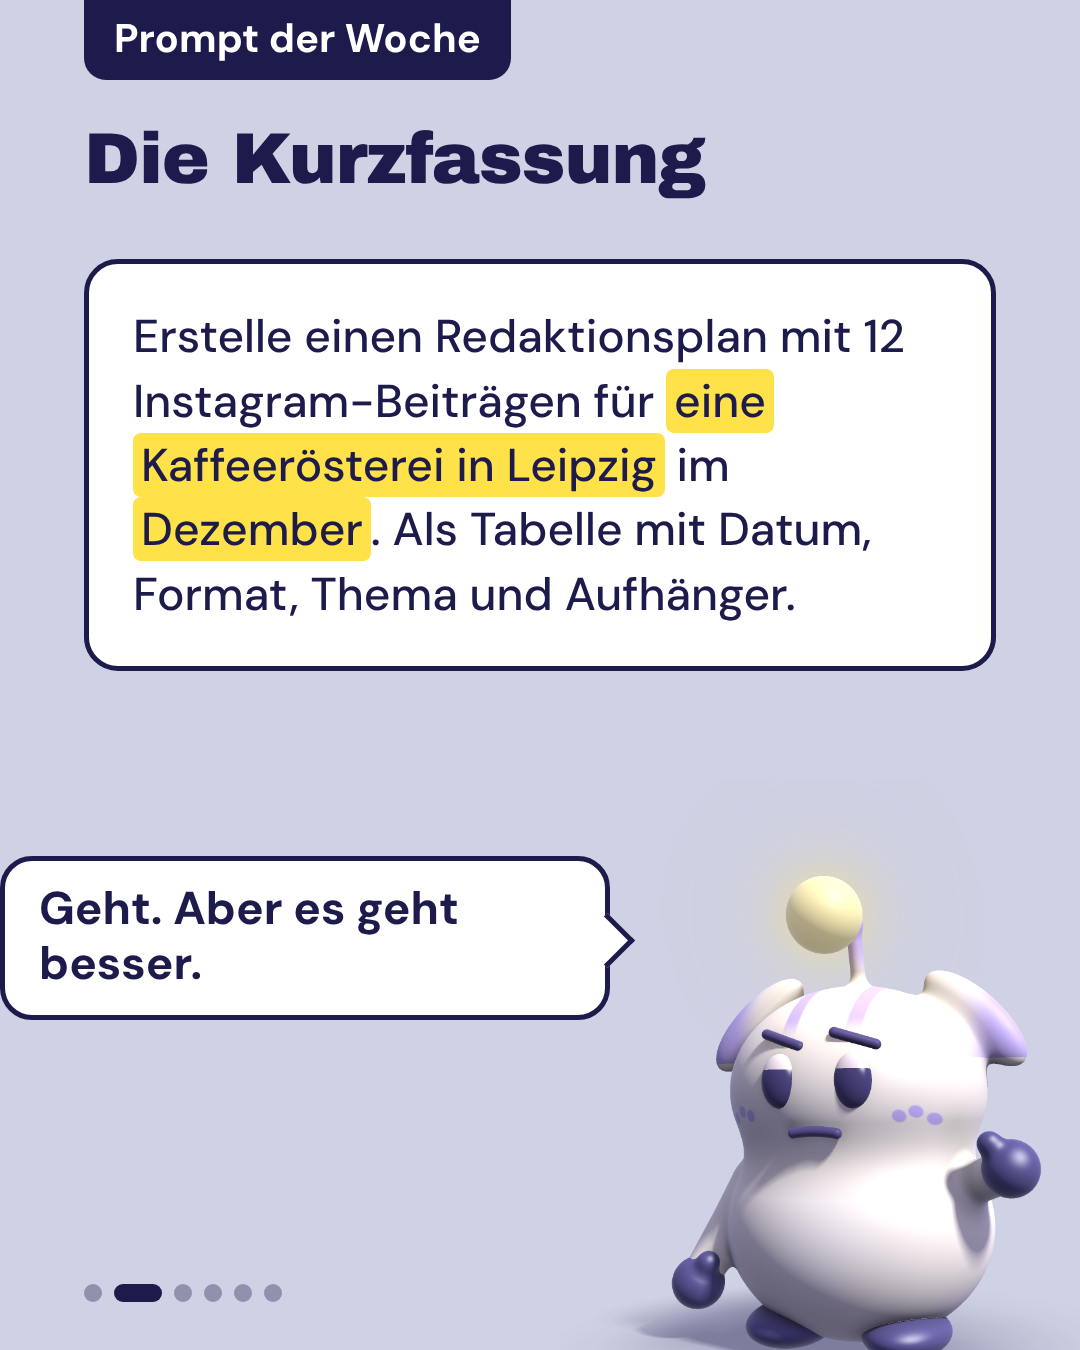 Prompt der Woche
Die Kurzfassung
Erstelle einen Redaktionsplan mit 12
Instagram-Beiträgen für eine
Kaffeerösterei in Leipzig im
Dezember. Als Tabelle mit Datum,
Format, Thema und Aufhänger.
Geht. Aber es geht
besser.